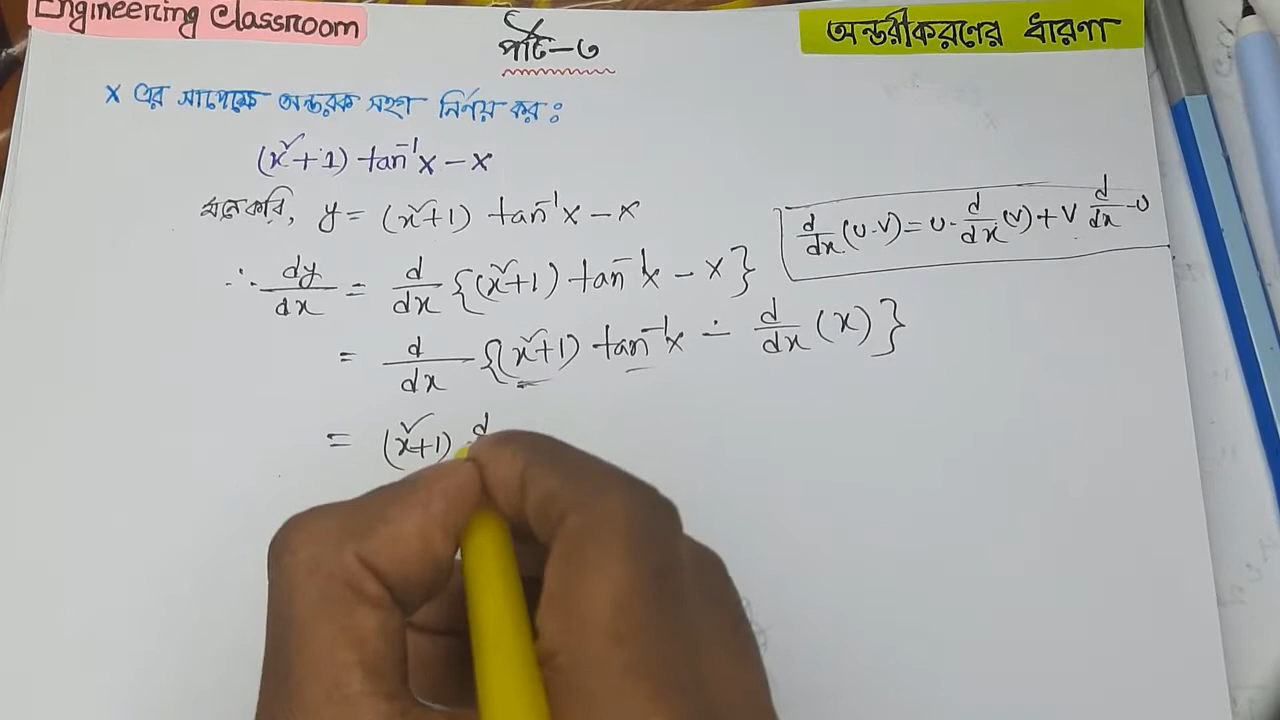 Engineering Classroom
পার্ট-৩
অন্তরীকরণের ধারণা
x এর সাপেক্ষে অন্তরক সহগ নির্ণয় কর:
(x²+1) tan⁻¹x - x
মনেকরি, y = (x²+1) tan⁻¹x - x
d/dx (U·V) = U· d/dx (V) + V d/dx U
∴ dy/dx = d/dx {(x²+1) tan⁻¹x - x}
= d/dx {(x²+1) tan⁻¹x - d/dx (x)}
= (x²+1) d